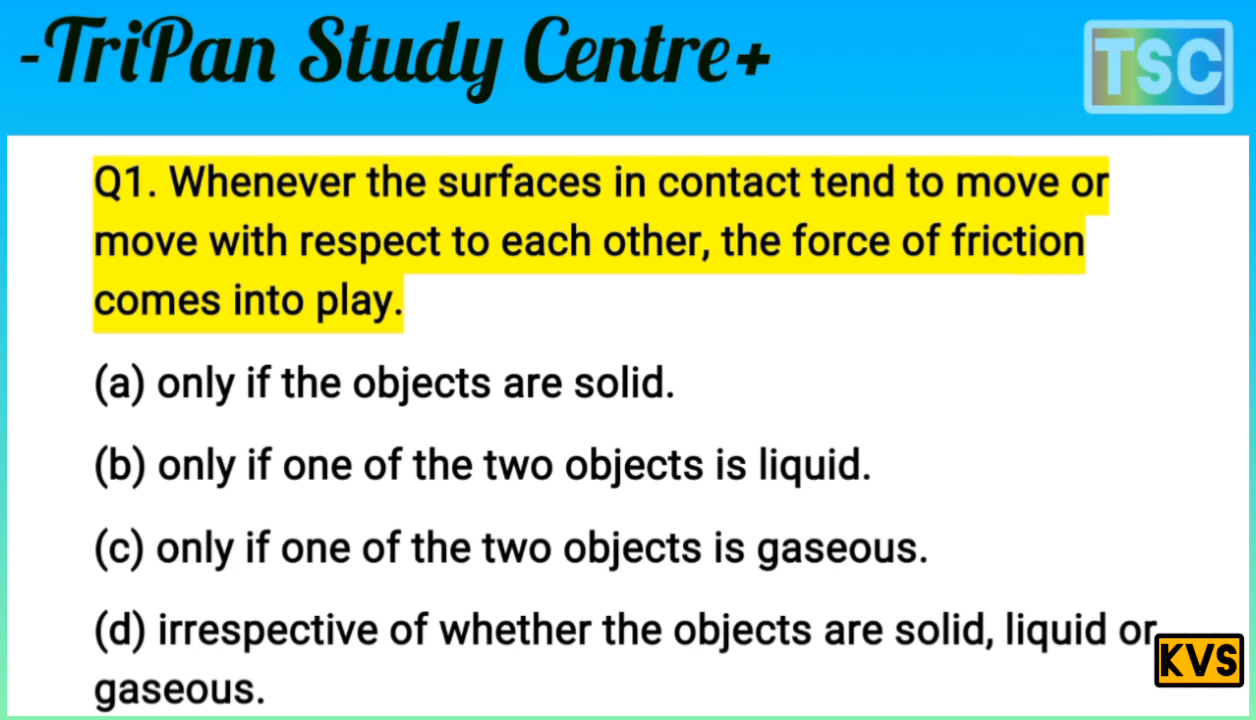 -TriPan Study Centre+
TSC
Q1. Whenever the surfaces in contact tend to move or
move with respect to each other, the force of friction
comes into play.
(a) only if the objects are solid.
(b) only if one of the two objects is liquid.
(c) only if one of the two objects is gaseous.
(d) irrespective of whether the objects are solid, liquid or
KVS
gaseous.